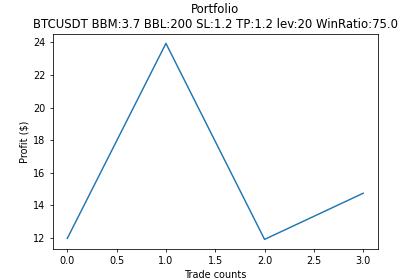 Portfolio
BTCUSDT BBM:3.7 BBL:200 SL:1.2 TP:1.2 lev:20 WinRatio:75.0
24
22
20
18
16
14
12
Profit ($)
0.0 0.5 1.0 1.5 2.0 2.5 3.0
Trade counts